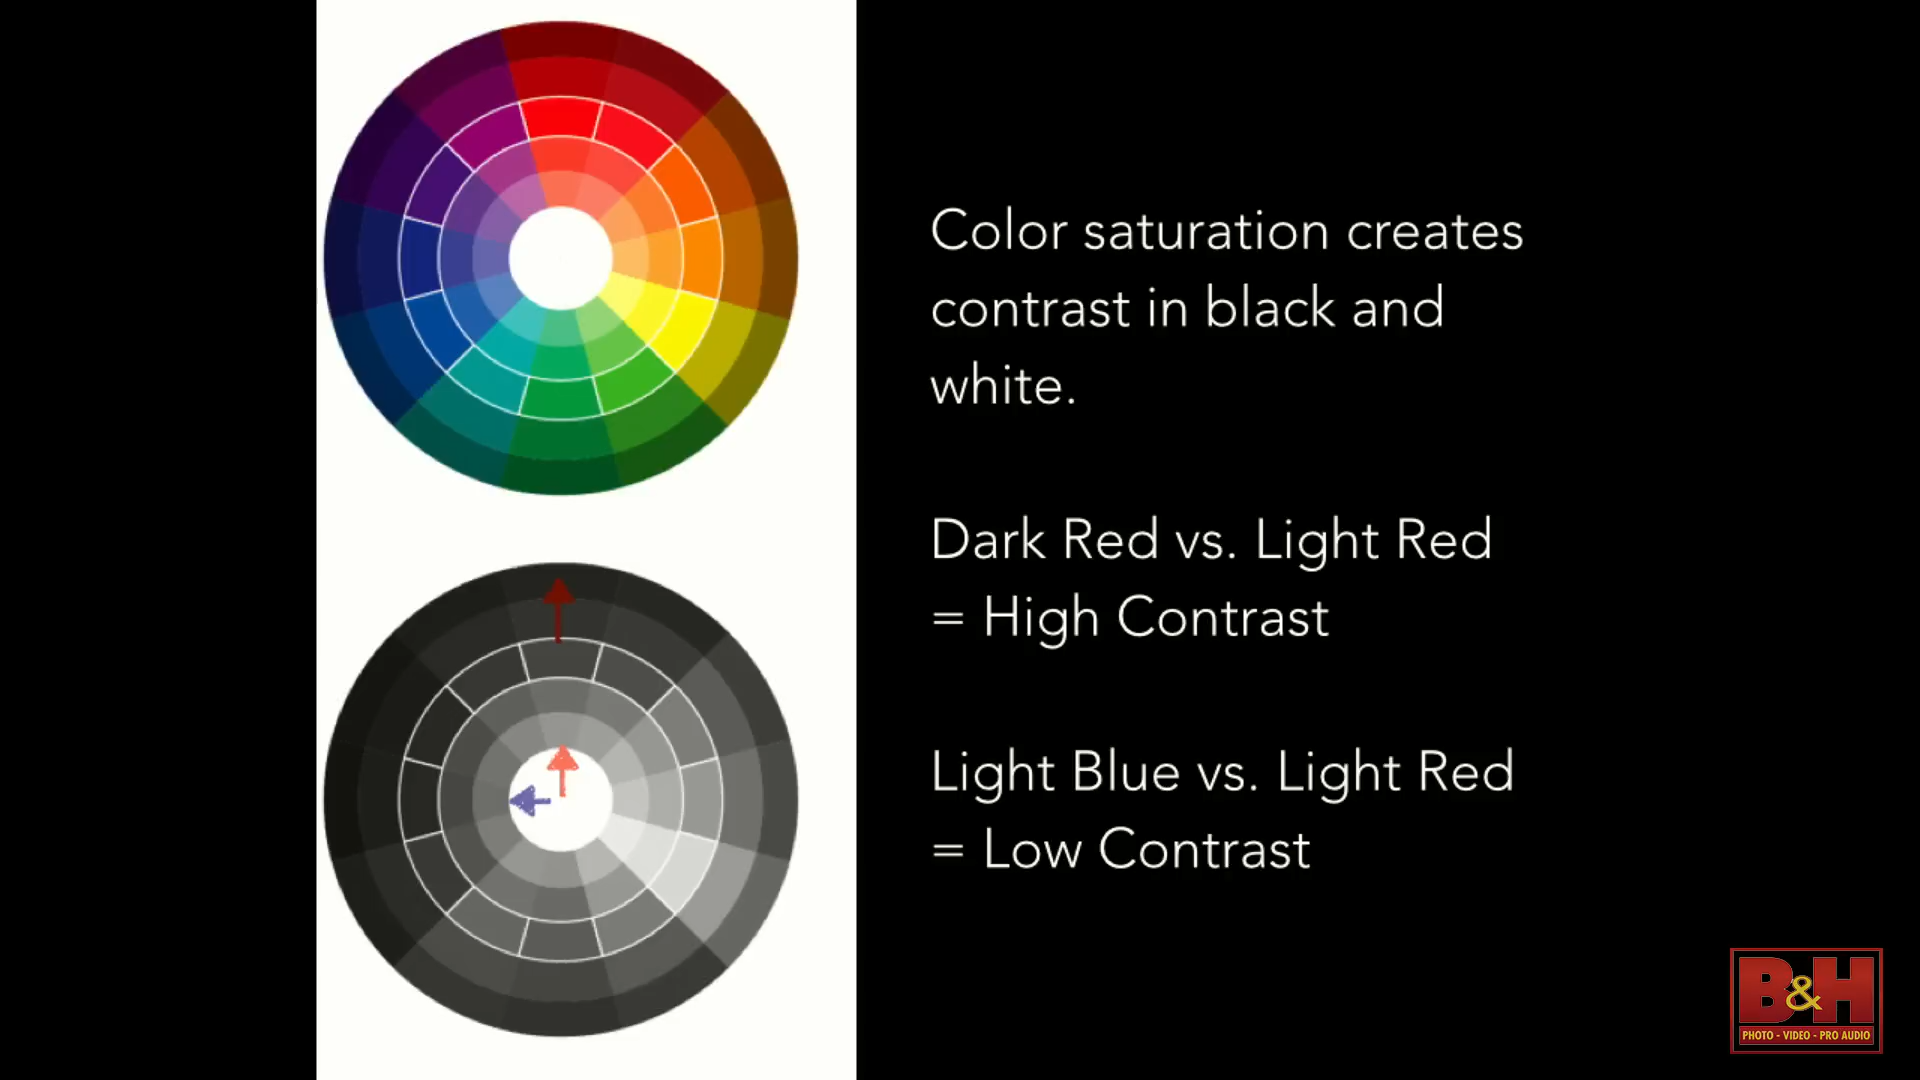 Color saturation creates
contrast in black and
white.
Dark Red vs. Light Red
= High Contrast
Light Blue vs. Light Red
= Low Contrast
B&H
PHOTO - VIDEO - PRO AUDIO